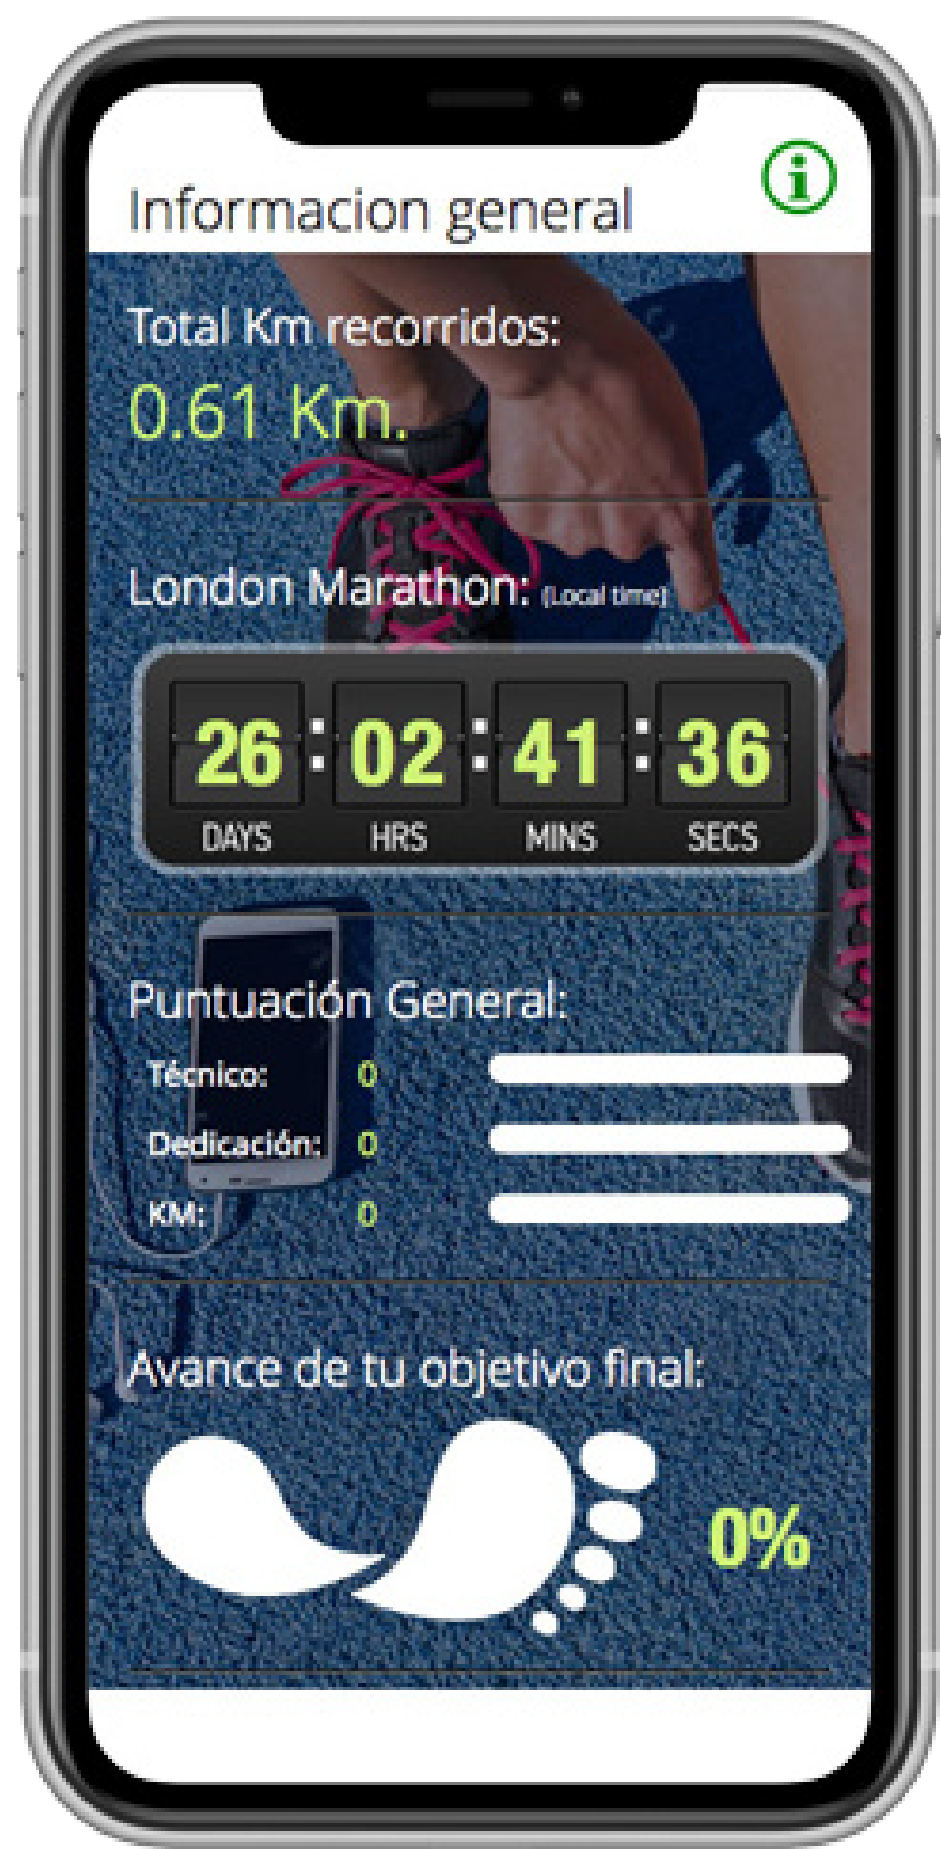 Informacion general
Total Km recorridos:
0.61 Km.
London Marathon: (Local time)
26 : 02 : 41 : 36
DAYS HRS MINS SECS
Puntuación General:
Técnico: 0
Dedicación: 0
KM: 0
Avance de tu objetivo final:
0%